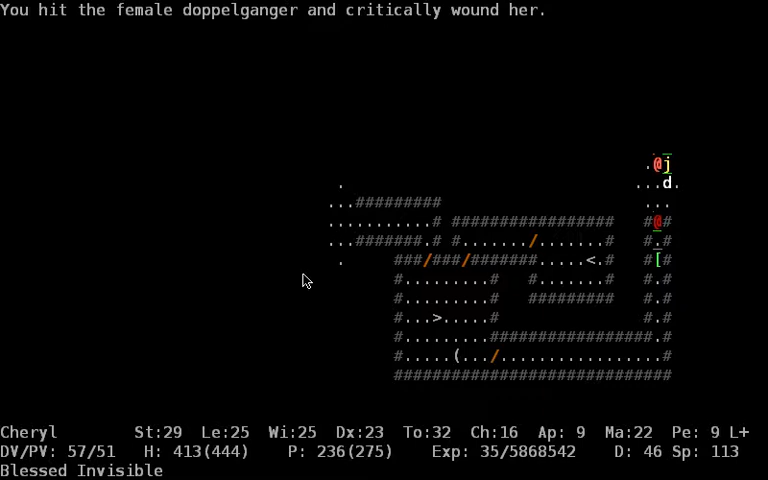 You hit the female doppelganger and critically wound her.
. @j
. ...d.
...######### ...
...........# ################# #@#
...#######.# #......./.......# #.#
. ###/###/#######.....<.# #[#
#.........# #.......# #.#
#.........# ######### #.#
#...>.....# #.#
#.........#################.#
#.....(.../.................#
#############################
Cheryl St:29 Le:25 Wi:25 Dx:23 To:32 Ch:16 Ap: 9 Ma:22 Pe: 9 L+
DV/PV: 57/51 H: 413(444) P: 236(275) Exp: 35/5868542 D: 46 Sp: 113
Blessed Invisible